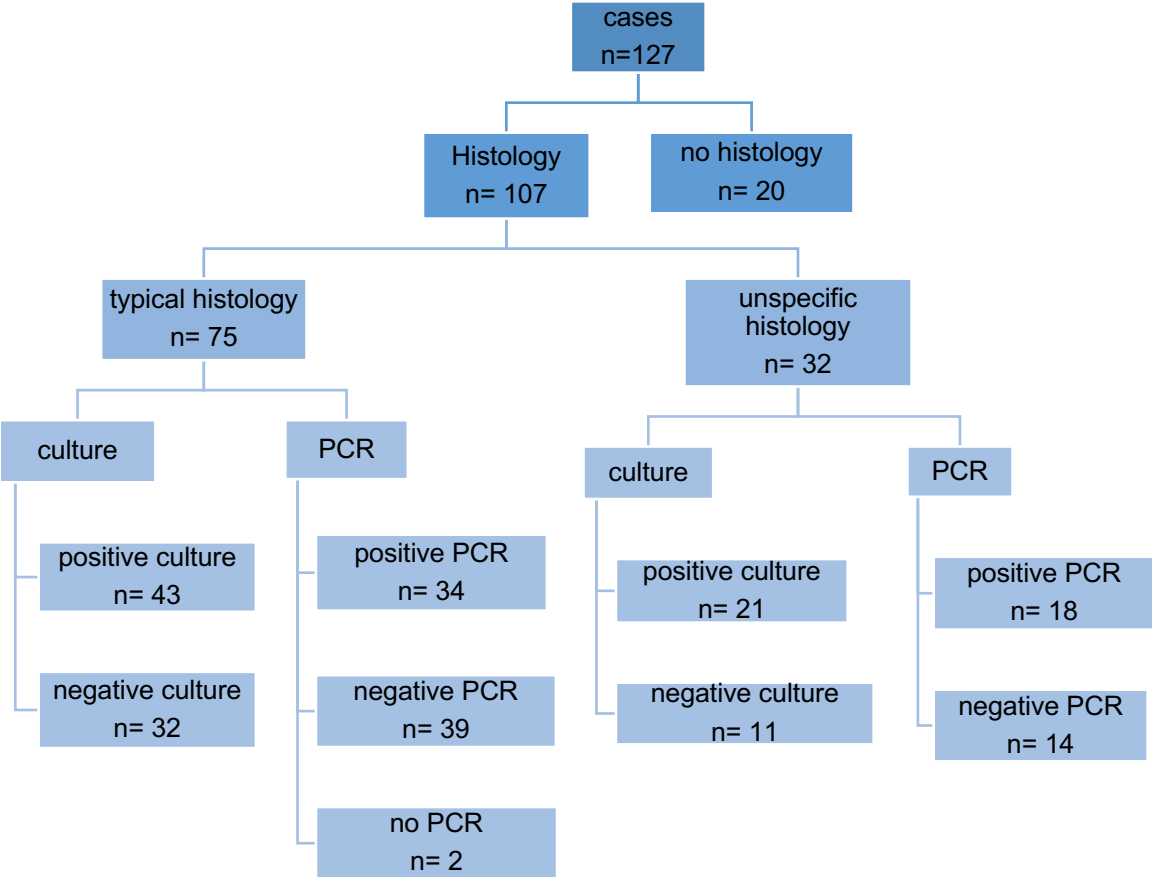 cases
n=127
Histology
n= 107
no histology
n= 20
typical histology
n= 75
unspecific
histology
n= 32
culture
PCR
culture
PCR
positive culture
n= 43
positive PCR
n= 34
positive culture
n= 21
positive PCR
n= 18
negative culture
n= 32
negative PCR
n= 39
negative culture
n= 11
negative PCR
n= 14
no PCR
n= 2